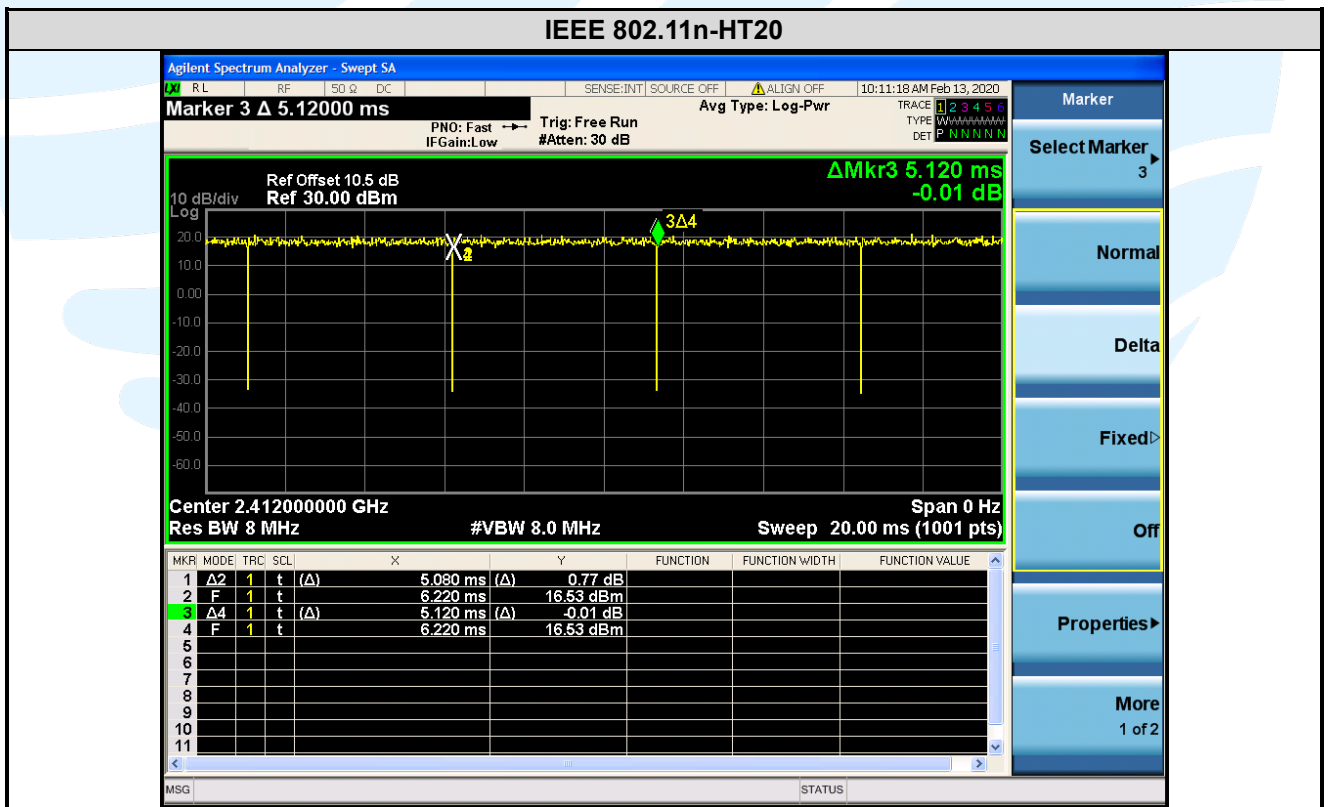 IEEE 802.11n-HT20
Agilent Spectrum Analyzer - Swept SA
LXI RL RF 50 Ω DC SENSE:INT SOURCE OFF ALIGN OFF 10:11:18 AM Feb 13, 2020
Marker 3 Δ 5.12000 ms
PNO: Fast
IFGain:Low
Trig: Free Run
#Atten: 30 dB
Avg Type: Log-Pwr
TRACE 1 2 3 4 5 6
TYPE WWWWWW
DET P N N N N N
ΔMkr3 5.120 ms
-0.01 dB
Ref Offset 10.5 dB
10 dB/div Ref 30.00 dBm
Log
20.0
10.0
0.00
-10.0
-20.0
-30.0
-40.0
-50.0
-60.0
3Δ4
Center 2.412000000 GHz Span 0 Hz
Res BW 8 MHz #VBW 8.0 MHz Sweep 20.00 ms (1001 pts)
MKR MODE TRC SCL X Y FUNCTION FUNCTION WIDTH FUNCTION VALUE
1 Δ2 1 t (Δ) 5.080 ms (Δ) 0.77 dB
2 F 1 t 6.220 ms 16.53 dBm
3 Δ4 1 t (Δ) 5.120 ms (Δ) -0.01 dB
4 F 1 t 6.220 ms 16.53 dBm
5
6
7
8
9
10
11
MSG STATUS
Marker
Select Marker
3
Normal
Delta
Fixed
Off
Properties
More
1 of 2